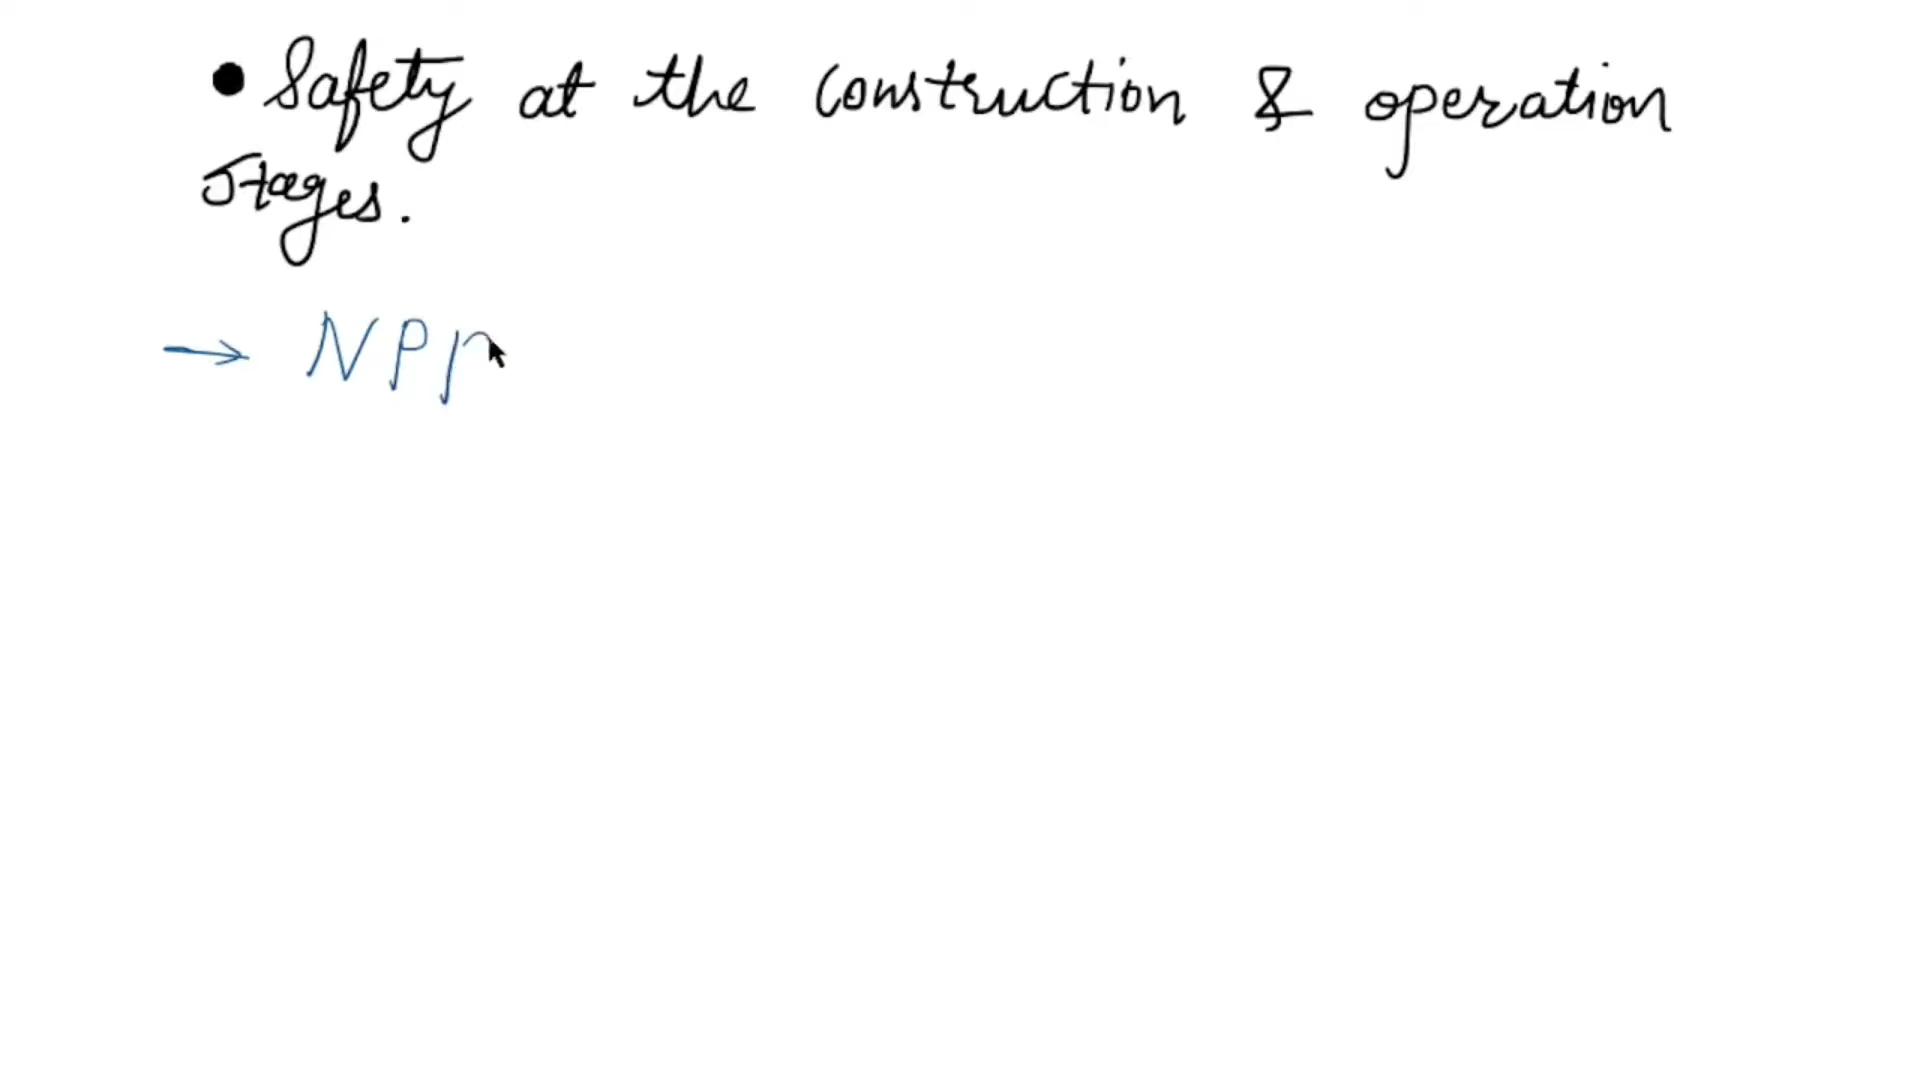 • Safety at the construction & operation
stages.
→ NPP